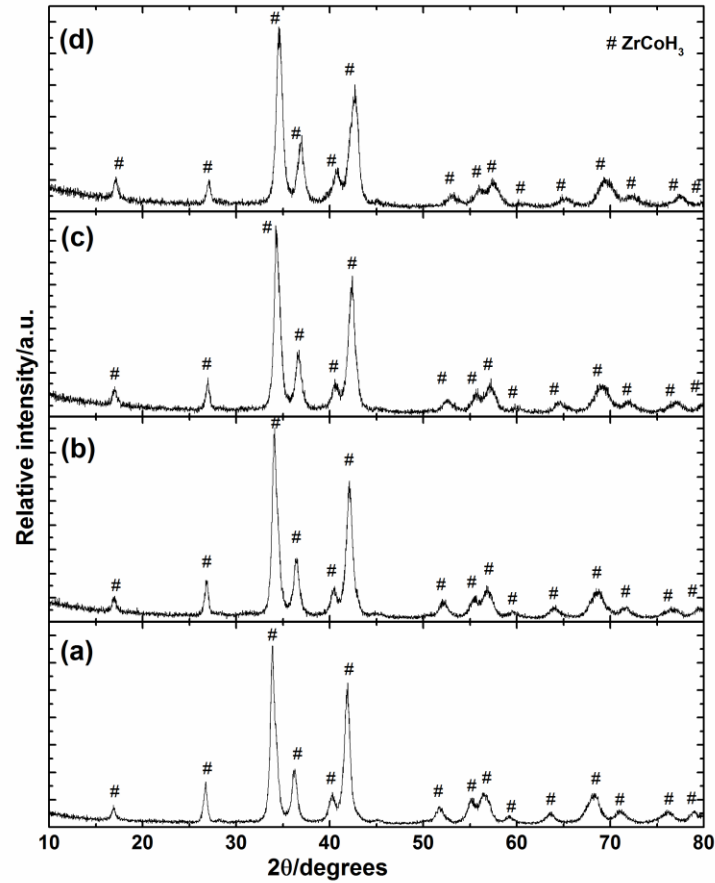 (d)
# ZrCoH₃
# # # # # # # # # # # # # # #
(c)
# # # # # # # # # # # # # # #
(b)
# # # # # # # # # # # # # # #
(a)
# # # # # # # # # # # # # # #
Relative intensity/a.u.
10 20 30 40 50 60 70 80
2θ/degrees